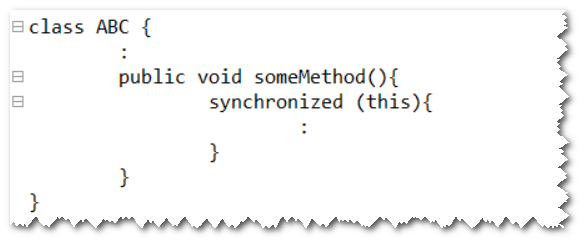 class ABC {
:
public void someMethod(){
synchronized (this){
:
}
}
}